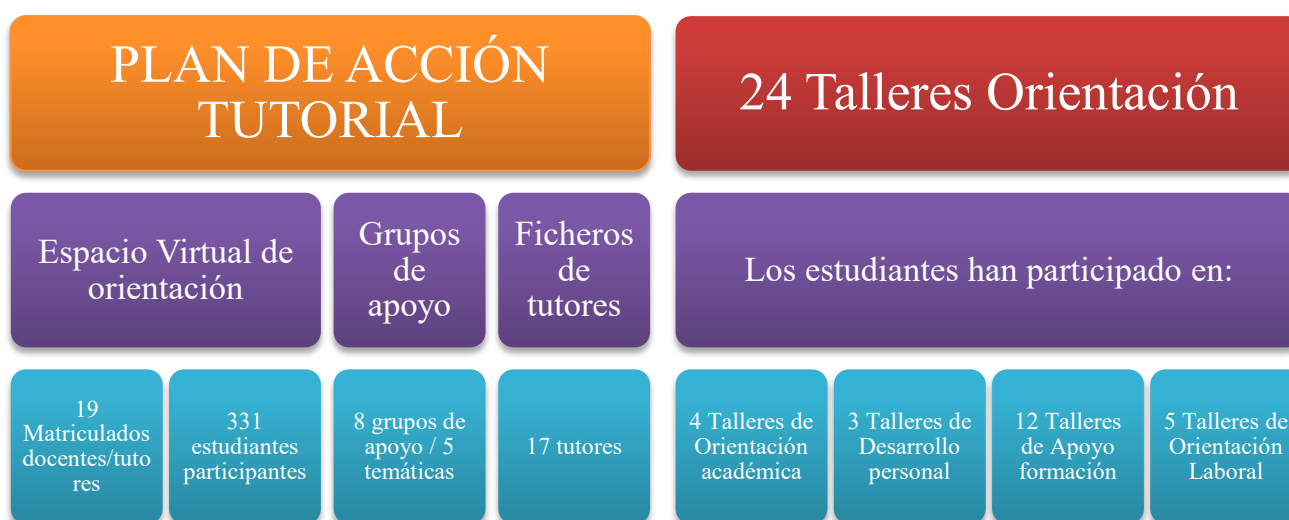 PLAN DE ACCIÓN
TUTORIAL
24 Talleres Orientación
Espacio Virtual de
orientación
Grupos
de
apoyo
Ficheros
de
tutores
Los estudiantes han participado en:
19
Matriculados
docentes/tuto
res
331
estudiantes
participantes
8 grupos de
apoyo / 5
temáticas
17 tutores
4 Talleres de
Orientación
académica
3 Talleres de
Desarrollo
personal
12 Talleres
de Apoyo
formación
5 Talleres de
Orientación
Laboral